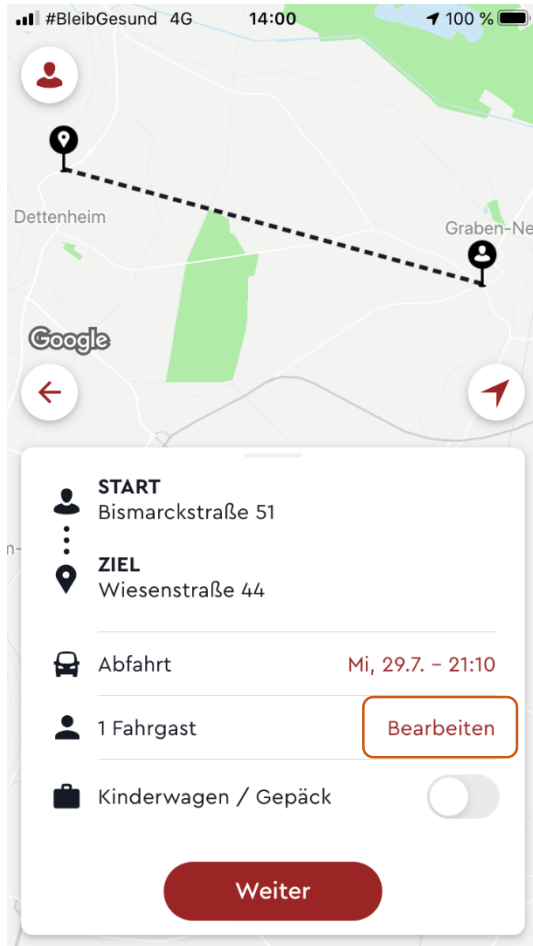 #BleibGesund 4G 14:00 100 %
Dettenheim
Graben-Ne
Google
START
Bismarckstraße 51
n-
ZIEL
Wiesenstraße 44
Abfahrt Mi, 29.7. – 21:10
1 Fahrgast Bearbeiten
Kinderwagen / Gepäck
Weiter